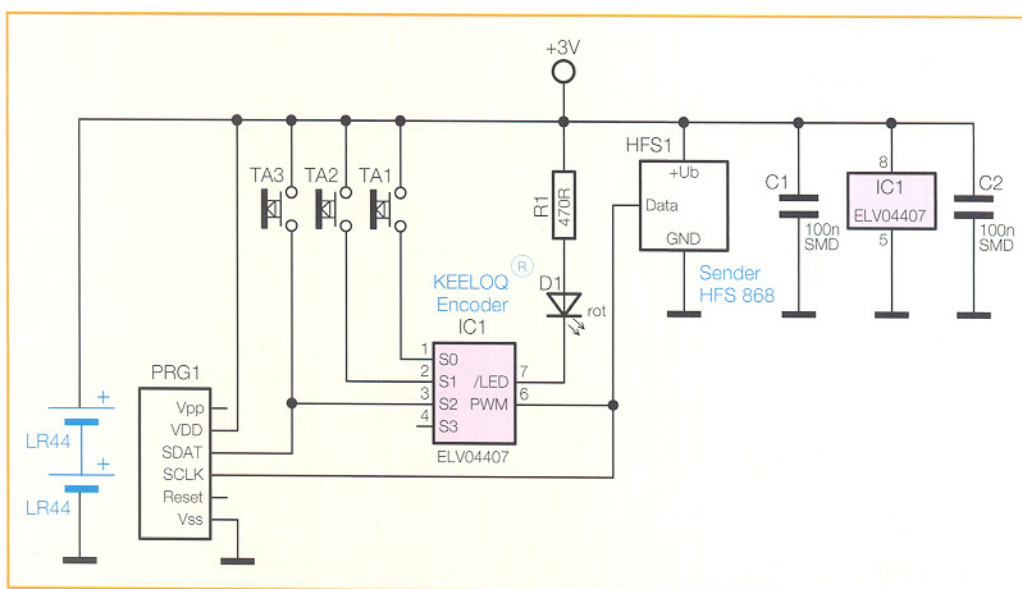 +3V
HFS1
+Ub
Data
GND
Sender
HFS 868
TA3
TA2
TA1
R1
470R
C1
100n
SMD
8
IC1
ELV04407
5
C2
100n
SMD
KEELOQ ®
Encoder
IC1
D1
rot
1
2
3
4
S0
S1
S2
S3
/LED
PWM
7
6
ELV04407
PRG1
Vpp
VDD
SDAT
SCLK
Reset
Vss
+
LR44
+
LR44